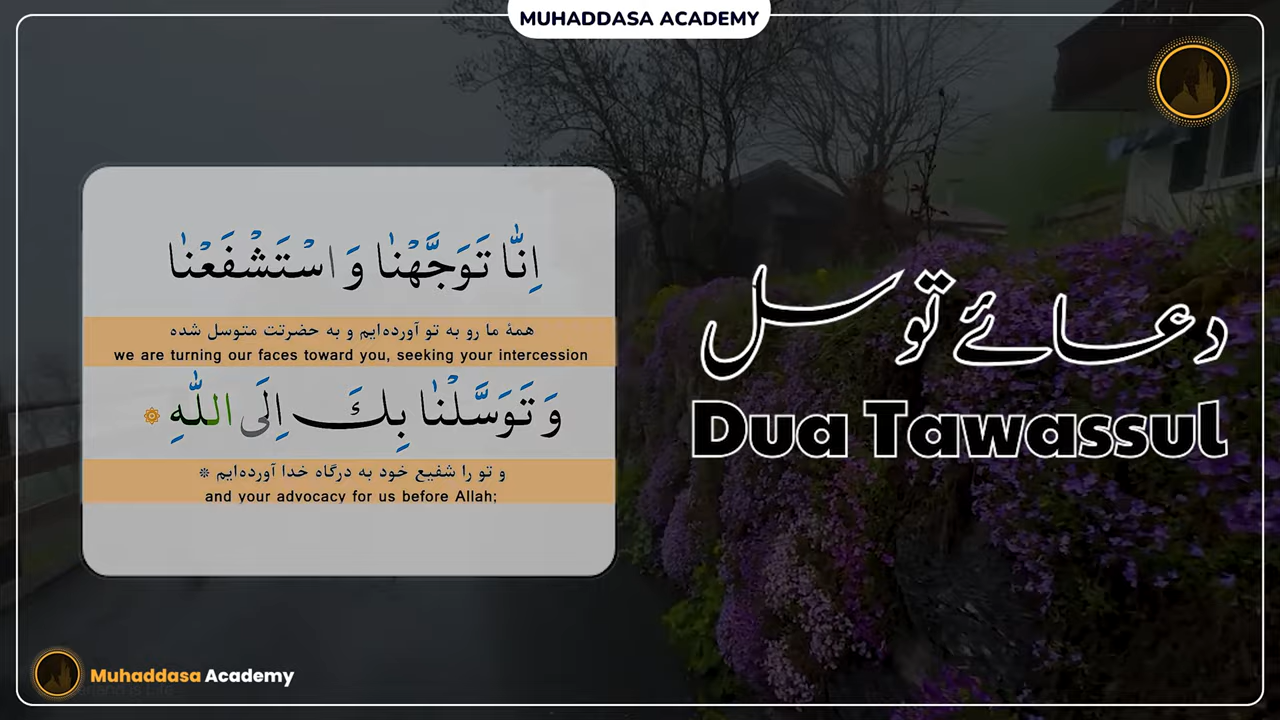 MUHADDASA ACADEMY
اِنّٰا تَوَجَّهْنٰا وَ اسْتَشْفَعْنٰا
همهٔ ما رو به تو آورده‌ایم و به حضرتت متوسل شده
we are turning our faces toward you, seeking your intercession
وَ تَوَسَّلْنٰا بِكَ اِلَى اللّٰهِ ۞
و تو را شفیع خود به درگاه خدا آورده‌ایم ※
and your advocacy for us before Allah;
دعائے توسل
Dua Tawassul
Muhaddasa Academy